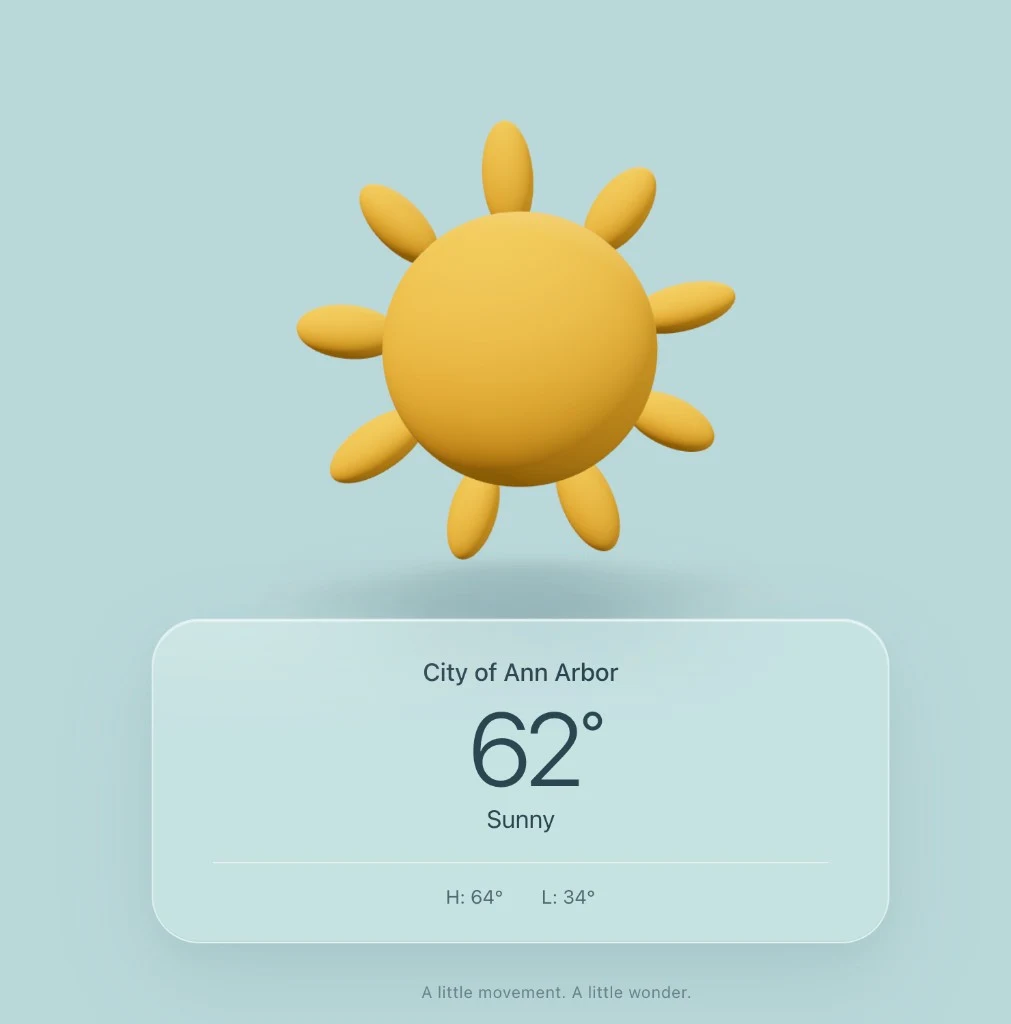 City of Ann Arbor
62°
Sunny
H: 64° L: 34°
A little movement. A little wonder.